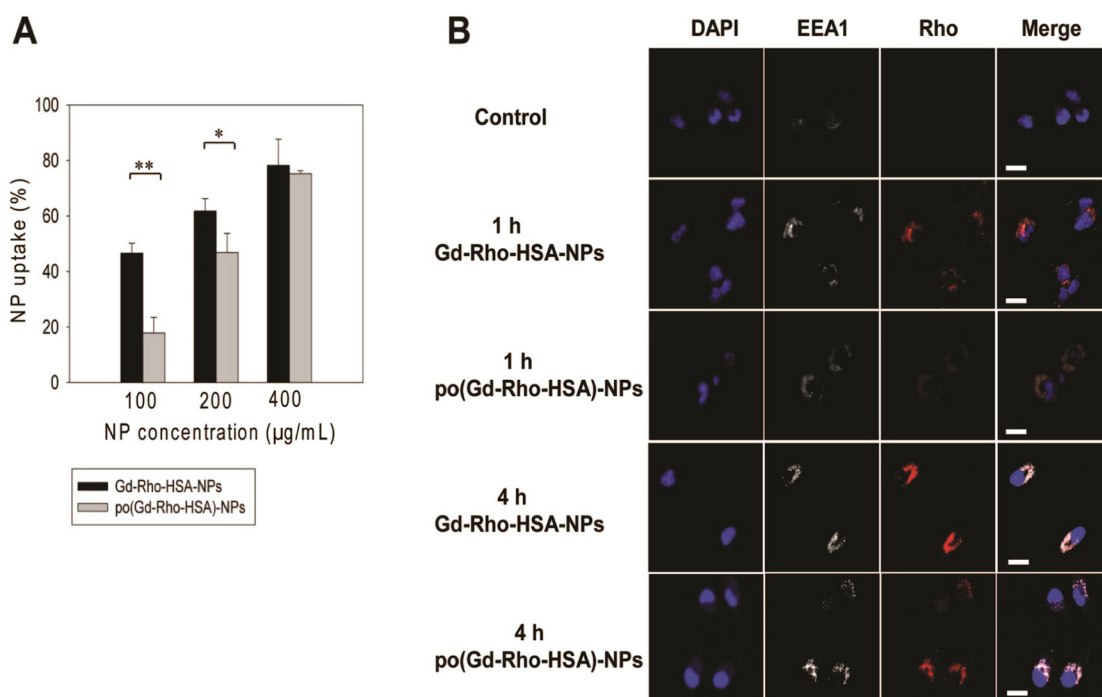 A
100
80
60
40
20
0
NP uptake (%)
**
*
100 200 400
NP concentration (µg/mL)
Gd-Rho-HSA-NPs
po(Gd-Rho-HSA)-NPs
B
DAPI EEA1 Rho Merge
Control
1 h
Gd-Rho-HSA-NPs
1 h
po(Gd-Rho-HSA)-NPs
4 h
Gd-Rho-HSA-NPs
4 h
po(Gd-Rho-HSA)-NPs